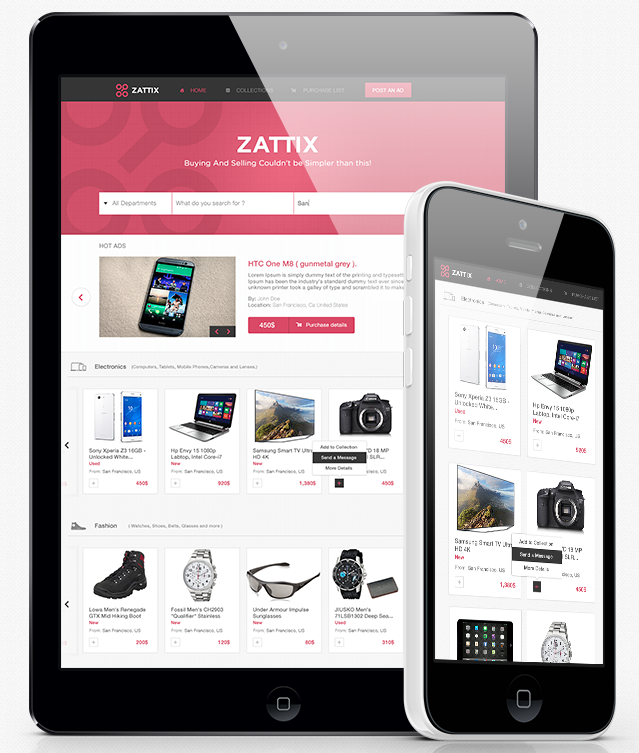 ZATTIX
HOME
COLLECTIONS
PURCHASE LIST
POST AN AD
ZATTIX
Buying And Selling Couldn't be Simpler than this!
All Departments
What do you search for ?
San
HOT ADS
HTC One M8 ( gunmetal grey ).
Lorem Ipsum is simply dummy text of the printing and typesett
Ipsum has been the industry's standard dummy text ever since
unknown printer took a galley of type and scrambled it to mak
By: John Dow
Location: San Francisco, Ca United States
450$
Purchase details
Electronics
(Computers, Tablets, Mobile Phones,Cameras and Lenses.)
Sony Xperia Z3 16GB -
Unlocked White...
Used
From: San Francisco, US
450$
Hp Envy 15 1080p
Labtop, Intel Core-i7
New
From: San Francisco, US
920$
Samsung Smart TV Ultra
HD 4K
New
From: San Francisco, US
1,380$
D 18 MP
SLR...
Add to Collection
Send a Message
More Details
450$
Fashion
( Watches, Shoes, Belts, Glasses and more )
Lowa Men's Renegade
GTX Mid Hiking Boot
New
From: San Francisco, US
200$
Fossil Men's CH2903
"Qualifier" Stainless
New
From: San Francisco, US
120$
Under Armour Impulse
Sunglasses
New
From: San Francisco, US
80$
JIUSKO Men's
71LSB1302 Deep Sea...
New
From: San Francisco, US
310$
ZATTIX
HOME
PURCHASE LIST
Electronics
Sony Xperia Z3 16GB -
Unlocked White...
Used
From: San Francisco, US
450$
Hp Envy 15 1080p
Labtop, Intel Core-i7
New
From: San Francisco, US
920$
Samsung Smart TV Ultra
HD 4K
New
From: San Francisco, US
1,380$
D 18 MP
SLR...
Add to Collection
Send a Message
More Details
450$